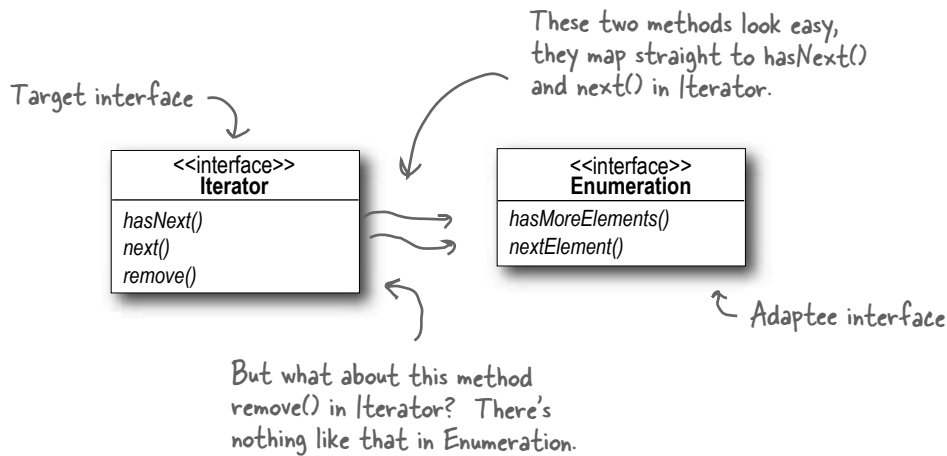 These two methods look easy,
they map straight to hasNext()
and next() in Iterator.
Target interface
<<interface>>
Iterator
hasNext()
next()
remove()
<<interface>>
Enumeration
hasMoreElements()
nextElement()
Adaptee interface
But what about this method
remove() in Iterator? There's
nothing like that in Enumeration.